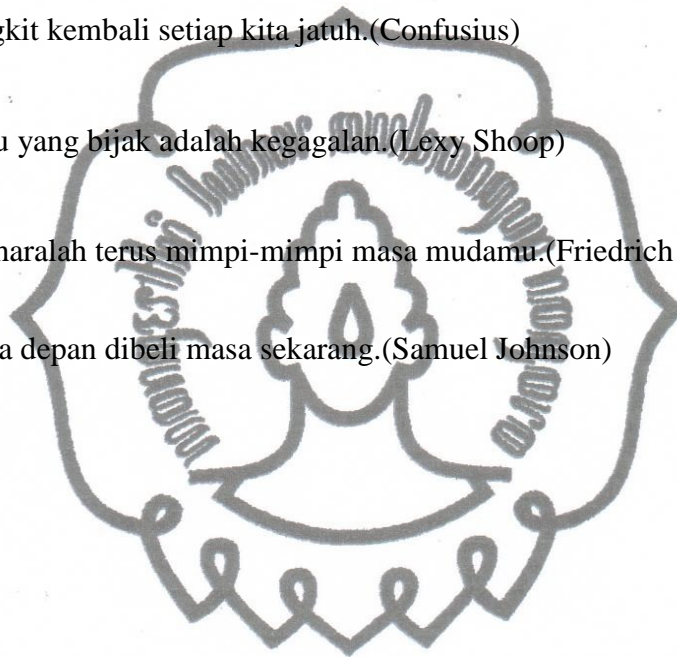 gkit kembali setiap kita jatuh.(Confusius)
u yang bijak adalah kegagalan.(Lexy Shoop)
haralah terus mimpi-mimpi masa mudamu.(Friedrich
a depan dibeli masa sekarang.(Samuel Johnson)